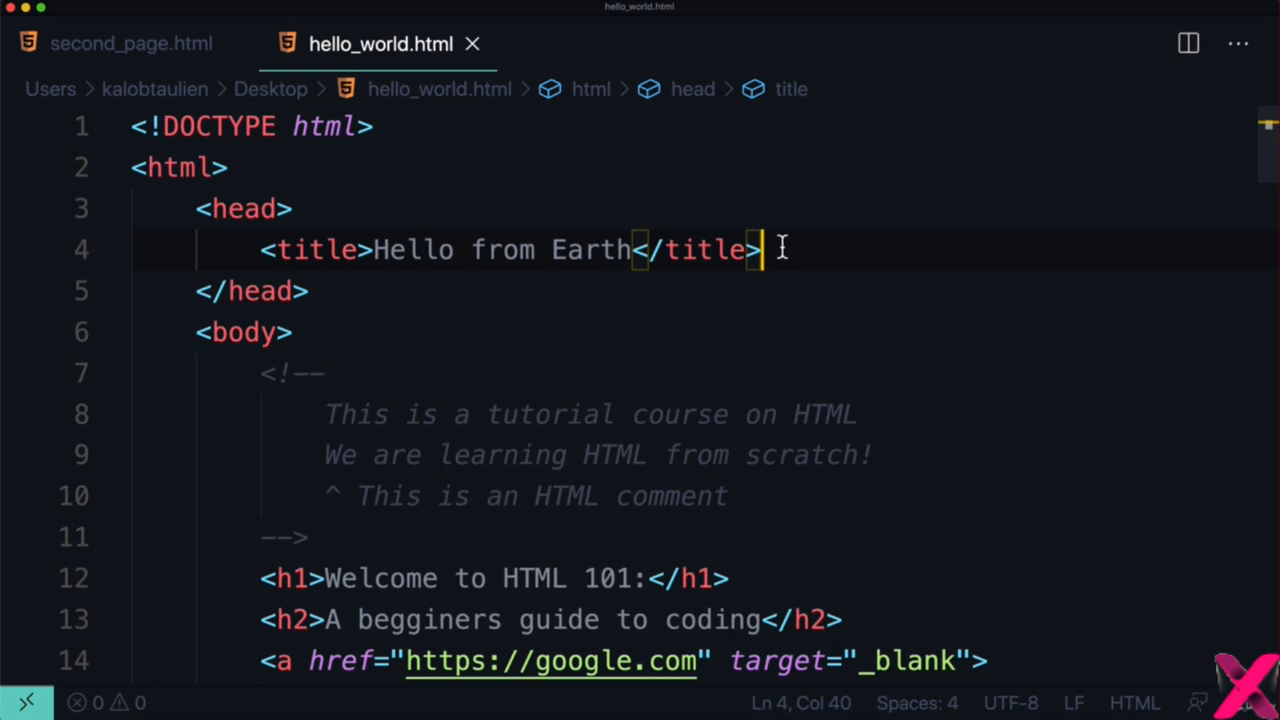 hello_world.html
second_page.html
hello_world.html
Users > kalobtaulien > Desktop > hello_world.html > html > head > title
1 <!DOCTYPE html>
2 <html>
3 <head>
4 <title>Hello from Earth</title>
5 </head>
6 <body>
7 <!--
8 This is a tutorial course on HTML
9 We are learning HTML from scratch!
10 ^ This is an HTML comment
11 -->
12 <h1>Welcome to HTML 101:</h1>
13 <h2>A begginers guide to coding</h2>
14 <a href="https://google.com" target="_blank">
0 0 Ln 4, Col 40 Spaces: 4 UTF-8 LF HTML